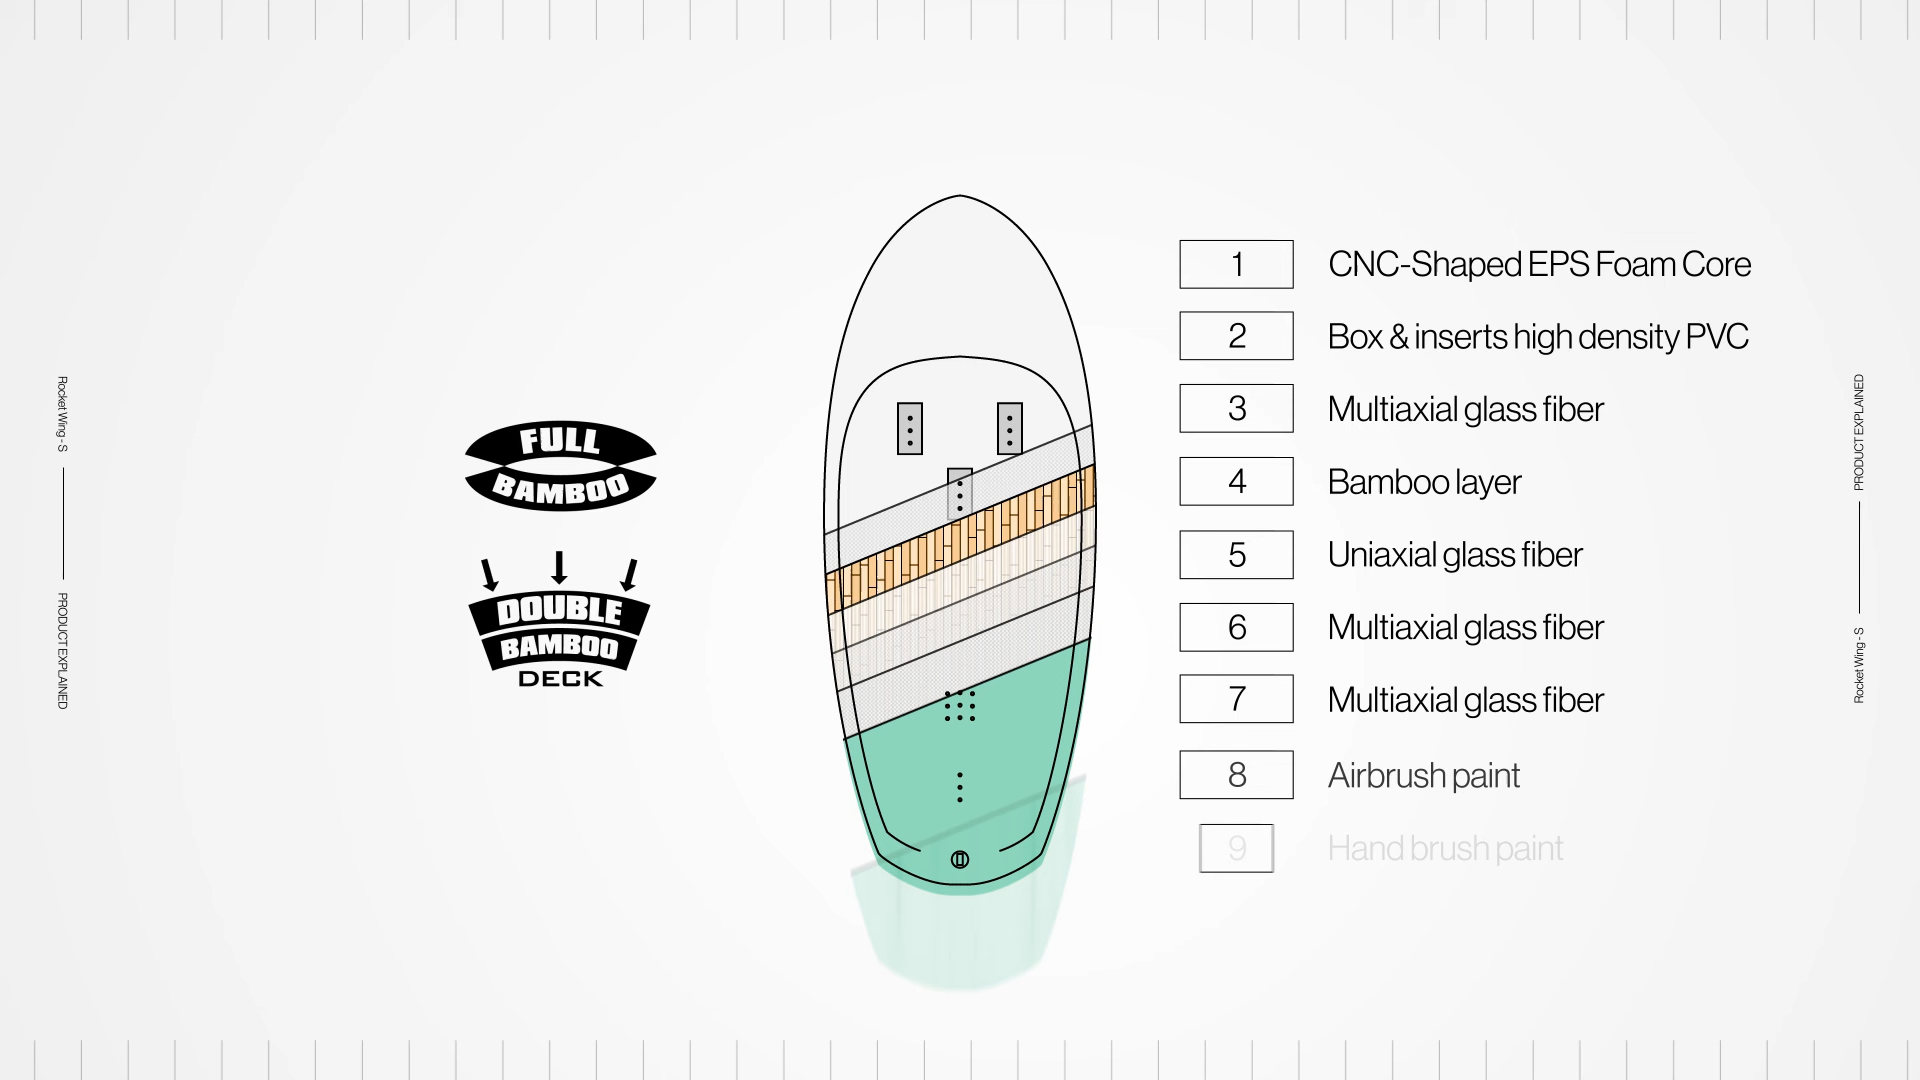 Rocket Wing - S
PRODUCT EXPLAINED
FULL
BAMBOO
DOUBLE
BAMBOO
DECK
1 CNC-Shaped EPS Foam Core
2 Box & inserts high density PVC
3 Multiaxial glass fiber
4 Bamboo layer
5 Uniaxial glass fiber
6 Multiaxial glass fiber
7 Multiaxial glass fiber
8 Airbrush paint
9 Hand brush paint
Rocket Wing - S
PRODUCT EXPLAINED